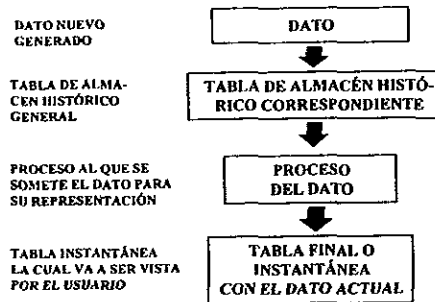 DATO NUEVO
GENERADO
DATO
TABLA DE ALMA-
CEN HISTÓRICO
GENERAL
TABLA DE ALMACÉN HISTÓ-
RICO CORRESPONDIENTE
PROCESO AL QUE SE
SOMETE EL DATO PARA
SU REPRESENTACIÓN
PROCESO
DEL DATO
TABLA INSTANTÁNEA
LA CUAL VA A SER VISTA
POR EL USUARIO
TABLA FINAL O
INSTANTÁNEA
CON EL DATO ACTUAL